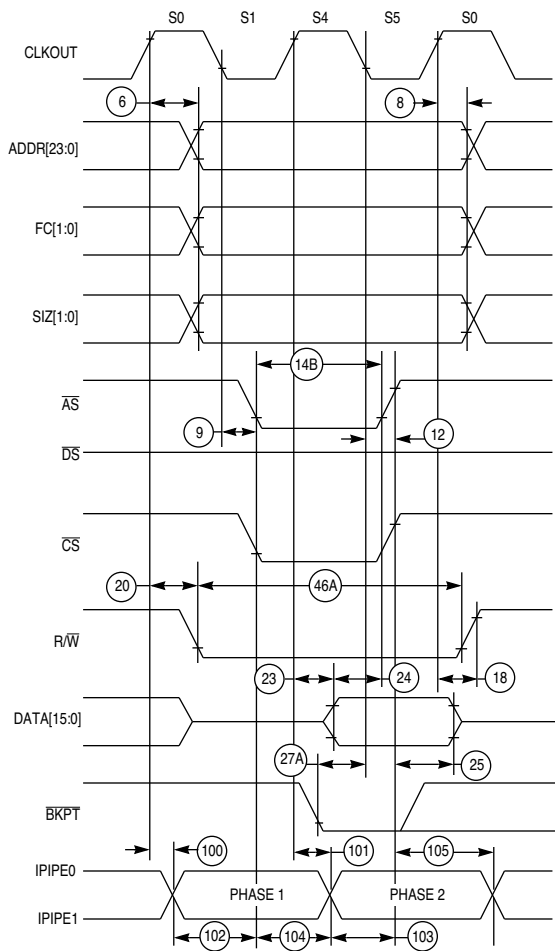 S0 S1 S4 S5 S0
CLKOUT
6 8
ADDR[23:0]
FC[1:0]
SIZ[1:0]
14B
AS
9 12
DS
CS
20 46A
R/W
23 24 18
DATA[15:0]
27A 25
BKPT
100 101 105
IPIPE0
PHASE 1 PHASE 2
IPIPE1
102 104 103